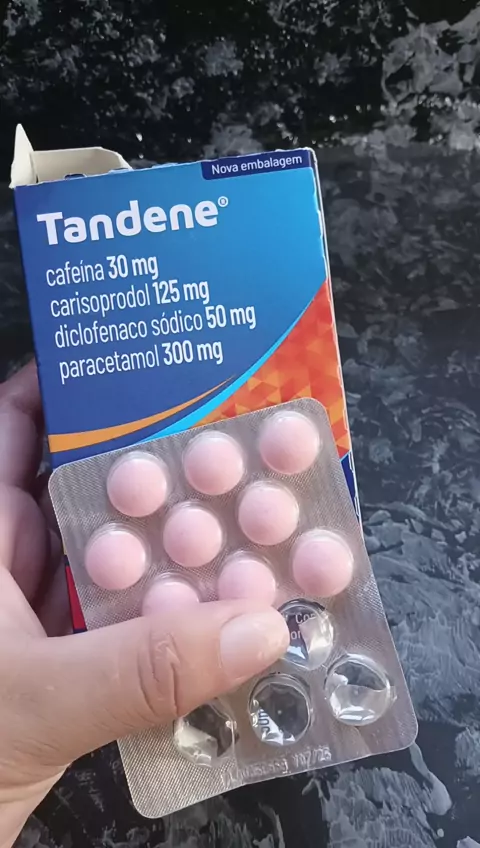 Nova embalagem
Tandene®
cafeína 30 mg
carisoprodol 125 mg
diclofenaco sódico 50 mg
paracetamol 300 mg